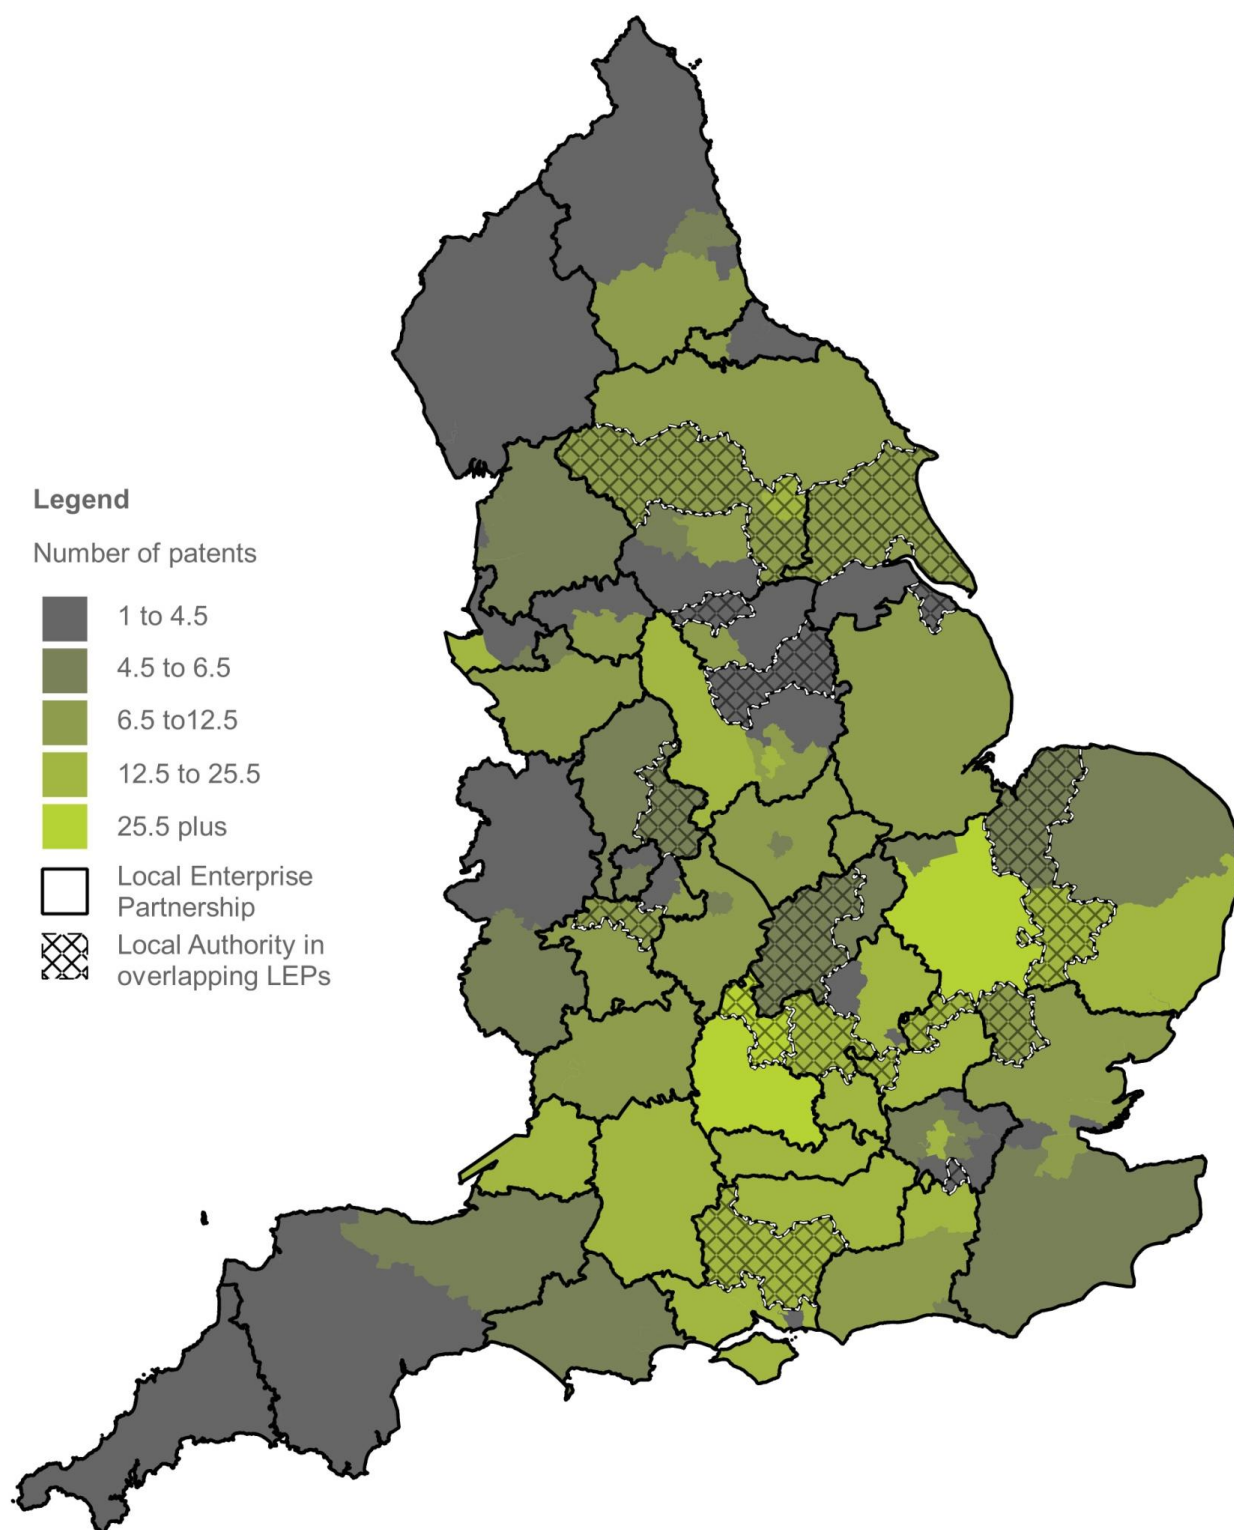 Legend
Number of patents
1 to 4.5
4.5 to 6.5
6.5 to12.5
12.5 to 25.5
25.5 plus
Local Enterprise
Partnership
Local Authority in
overlapping LEPs